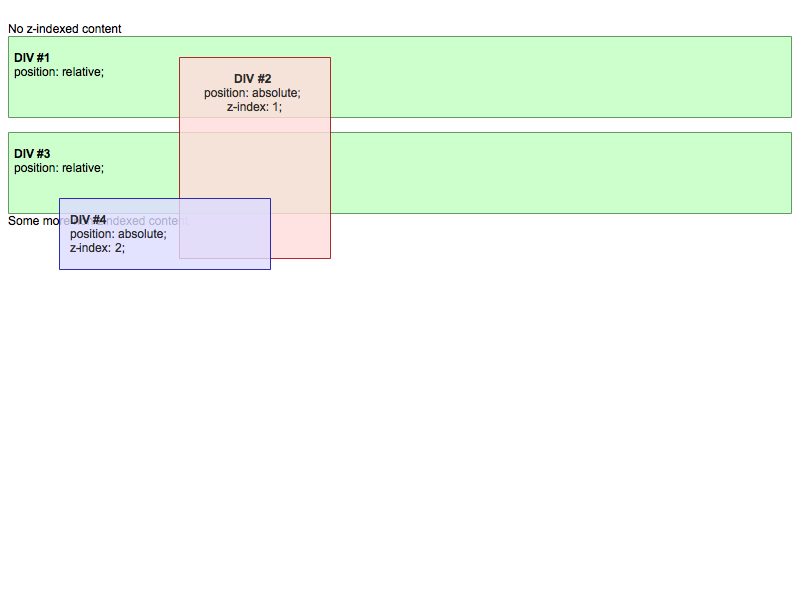 No z-indexed content
DIV #1
position: relative;
DIV #2
position: absolute;
z-index: 1;
DIV #3
position: relative;
Some more indexed content
DIV #4
position: absolute;
z-index: 2;